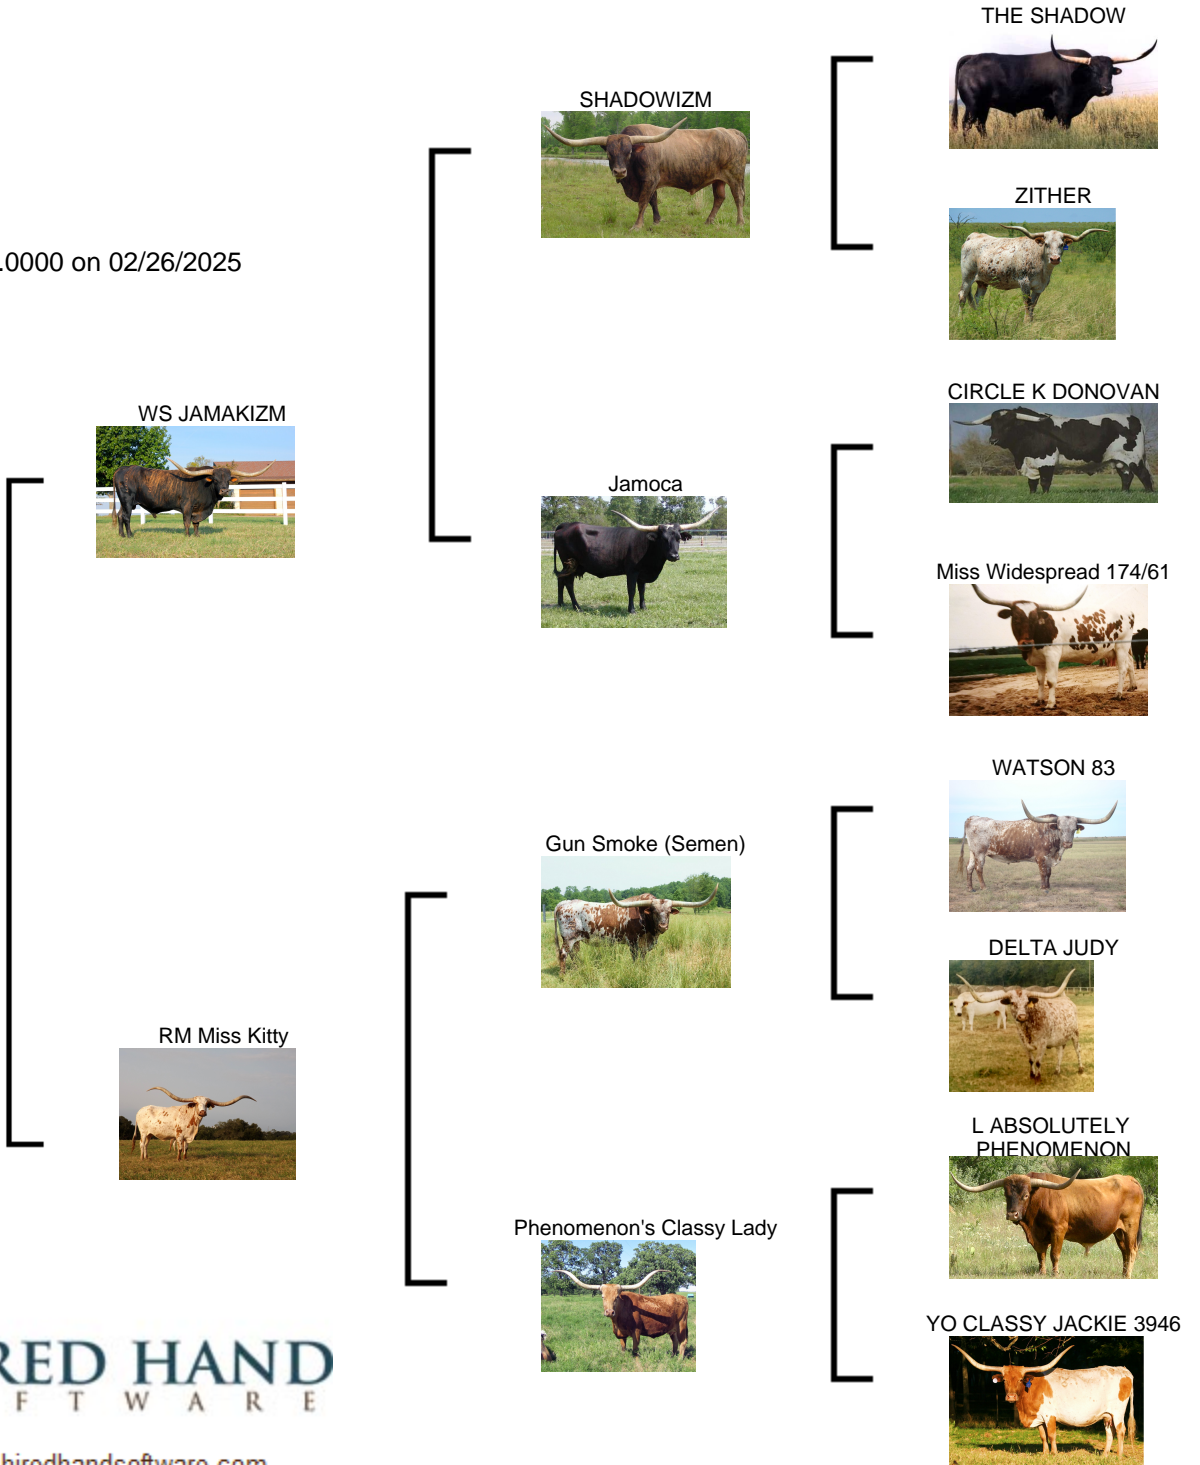 THE SHADOW
SHADOWIZM
ZITHER
.0000 on 02/26/2025
CIRCLE K DONOVAN
WS JAMAKIZM
Jamoca
Miss Widespread 174/61
WATSON 83
Gun Smoke (Semen)
DELTA JUDY
RM Miss Kitty
L ABSOLUTELY
PHENOMENON
Phenomenon's Classy Lady
YO CLASSY JACKIE 3946
RED HAND
F T W A R E
hiredhandsoftware.com